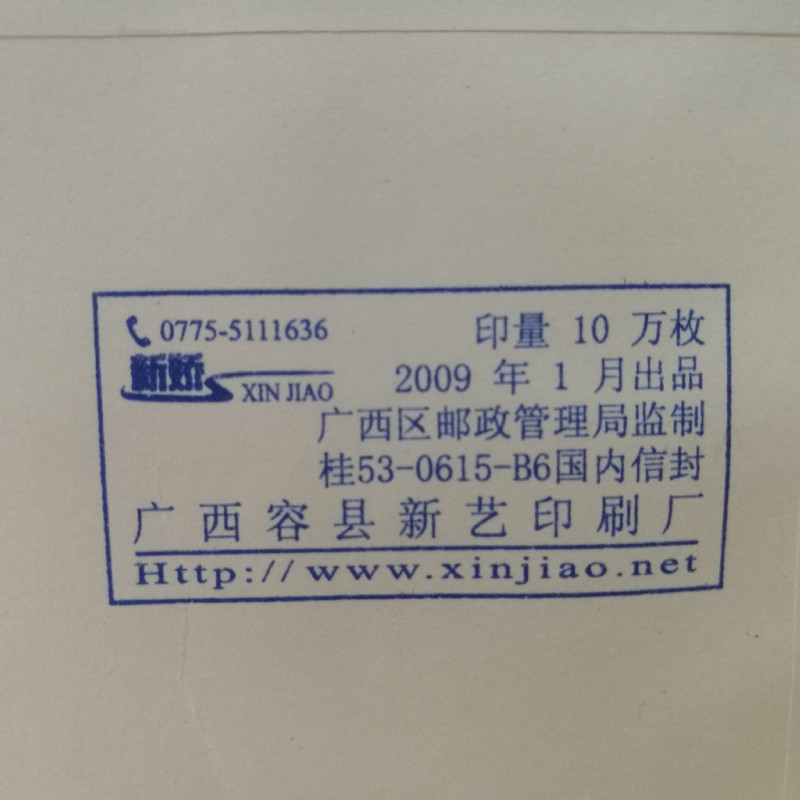 0775-5111636 印量 10 万枚
新娇 XIN JIAO 2009 年 1 月出品
广西区邮政管理局监制
桂53-0615-B6国内信封
广西容县新艺印刷厂
Http://www.xinjiao.net